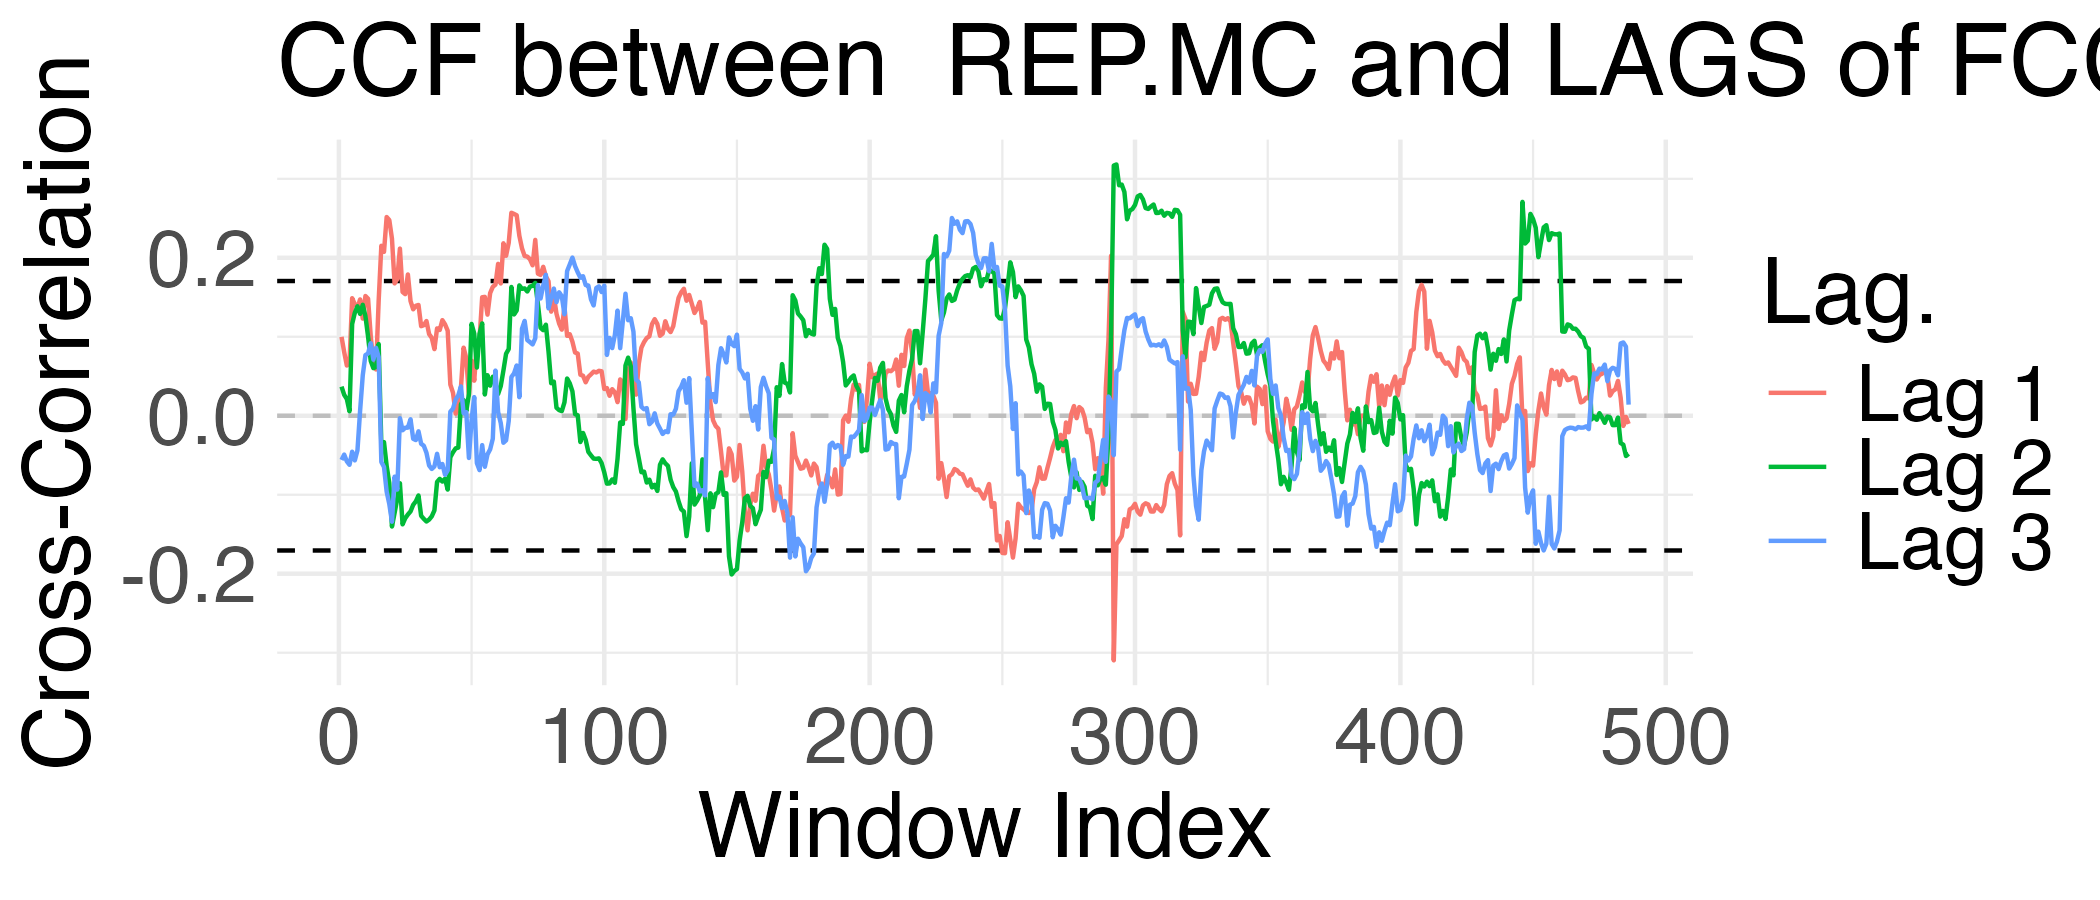 CCF between  REP.MC and LAGS of FCC
Cross-Correlation
0.2
0.0
-0.2
0 100 200 300 400 500
Window Index
Lag.
Lag 1
Lag 2
Lag 3